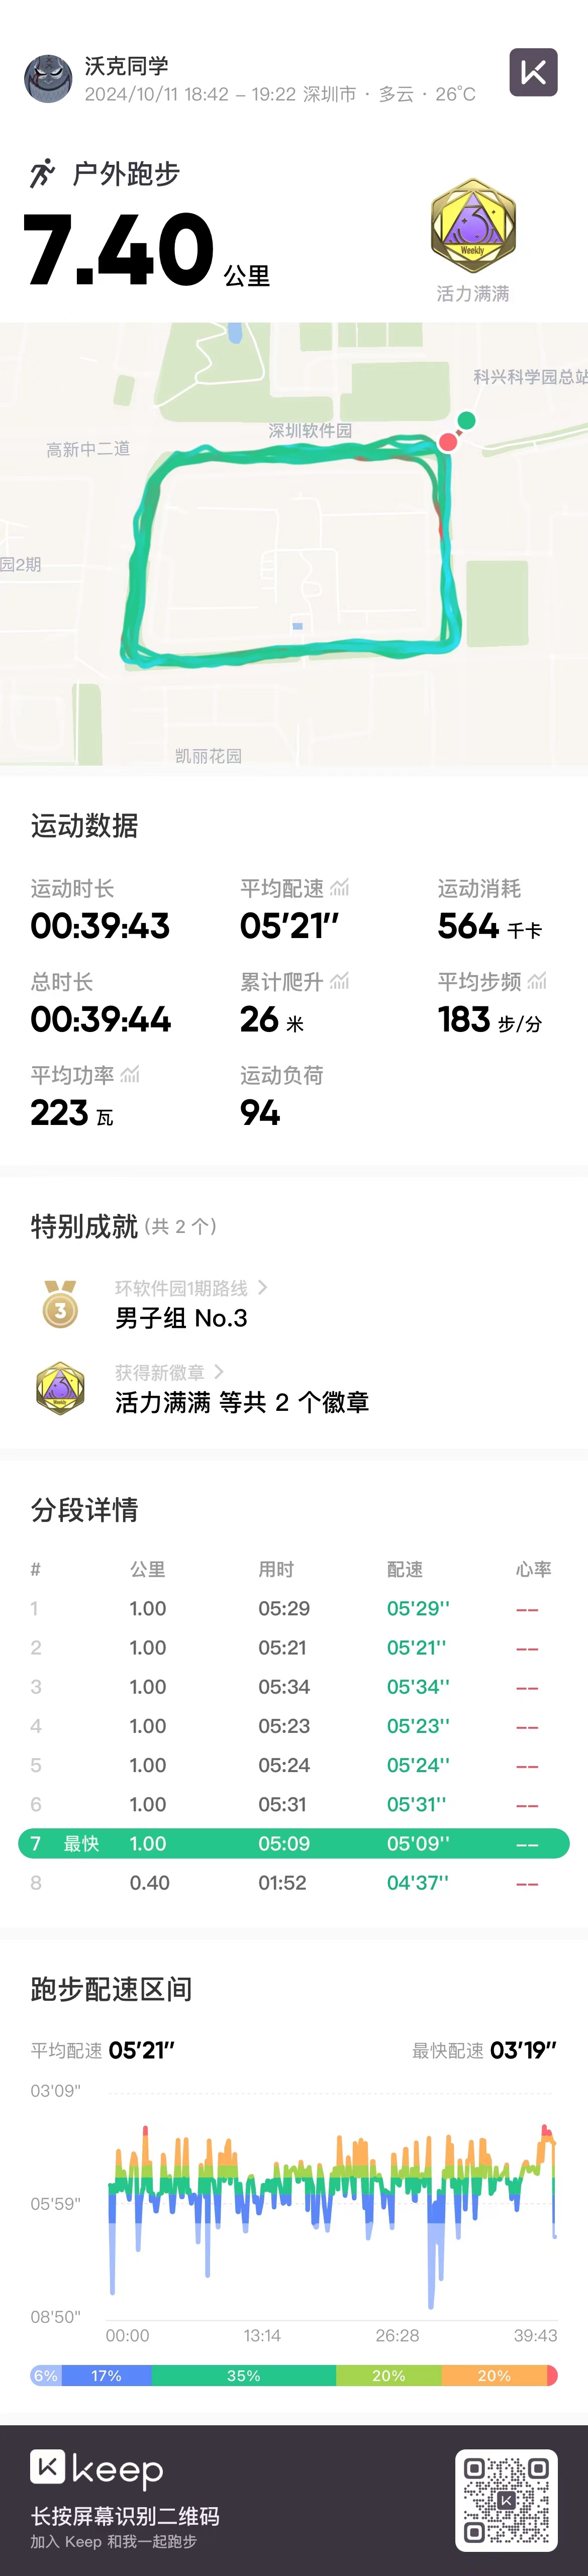 沃克同学
2024/10/11 18:42 – 19:22 深圳市 · 多云 · 26°C
户外跑步
7.40 公里
3
Weekly
活力满满
科兴科学园总站
深圳软件园
高新中二道
园2期
凯丽花园
运动数据
运动时长 平均配速 运动消耗
00:39:43 05'21'' 564 千卡
总时长 累计爬升 平均步频
00:39:44 26 米 183 步/分
平均功率 运动负荷
223 瓦 94
特别成就 (共 2 个)
3
环软件园1期路线
男子组 No.3
Weekly
获得新徽章
活力满满 等共 2 个徽章
分段详情
# 公里 用时 配速 心率
1 1.00 05:29 05'29'' --
2 1.00 05:21 05'21'' --
3 1.00 05:34 05'34'' --
4 1.00 05:23 05'23'' --
5 1.00 05:24 05'24'' --
6 1.00 05:31 05'31'' --
7 最快 1.00 05:09 05'09'' --
8 0.40 01:52 04'37'' --
跑步配速区间
平均配速 05'21'' 最快配速 03'19''
03'09"
05'59"
08'50"
00:00 13:14 26:28 39:43
6% 17% 35% 20% 20%
keep
长按屏幕识别二维码
加入 Keep 和我一起跑步